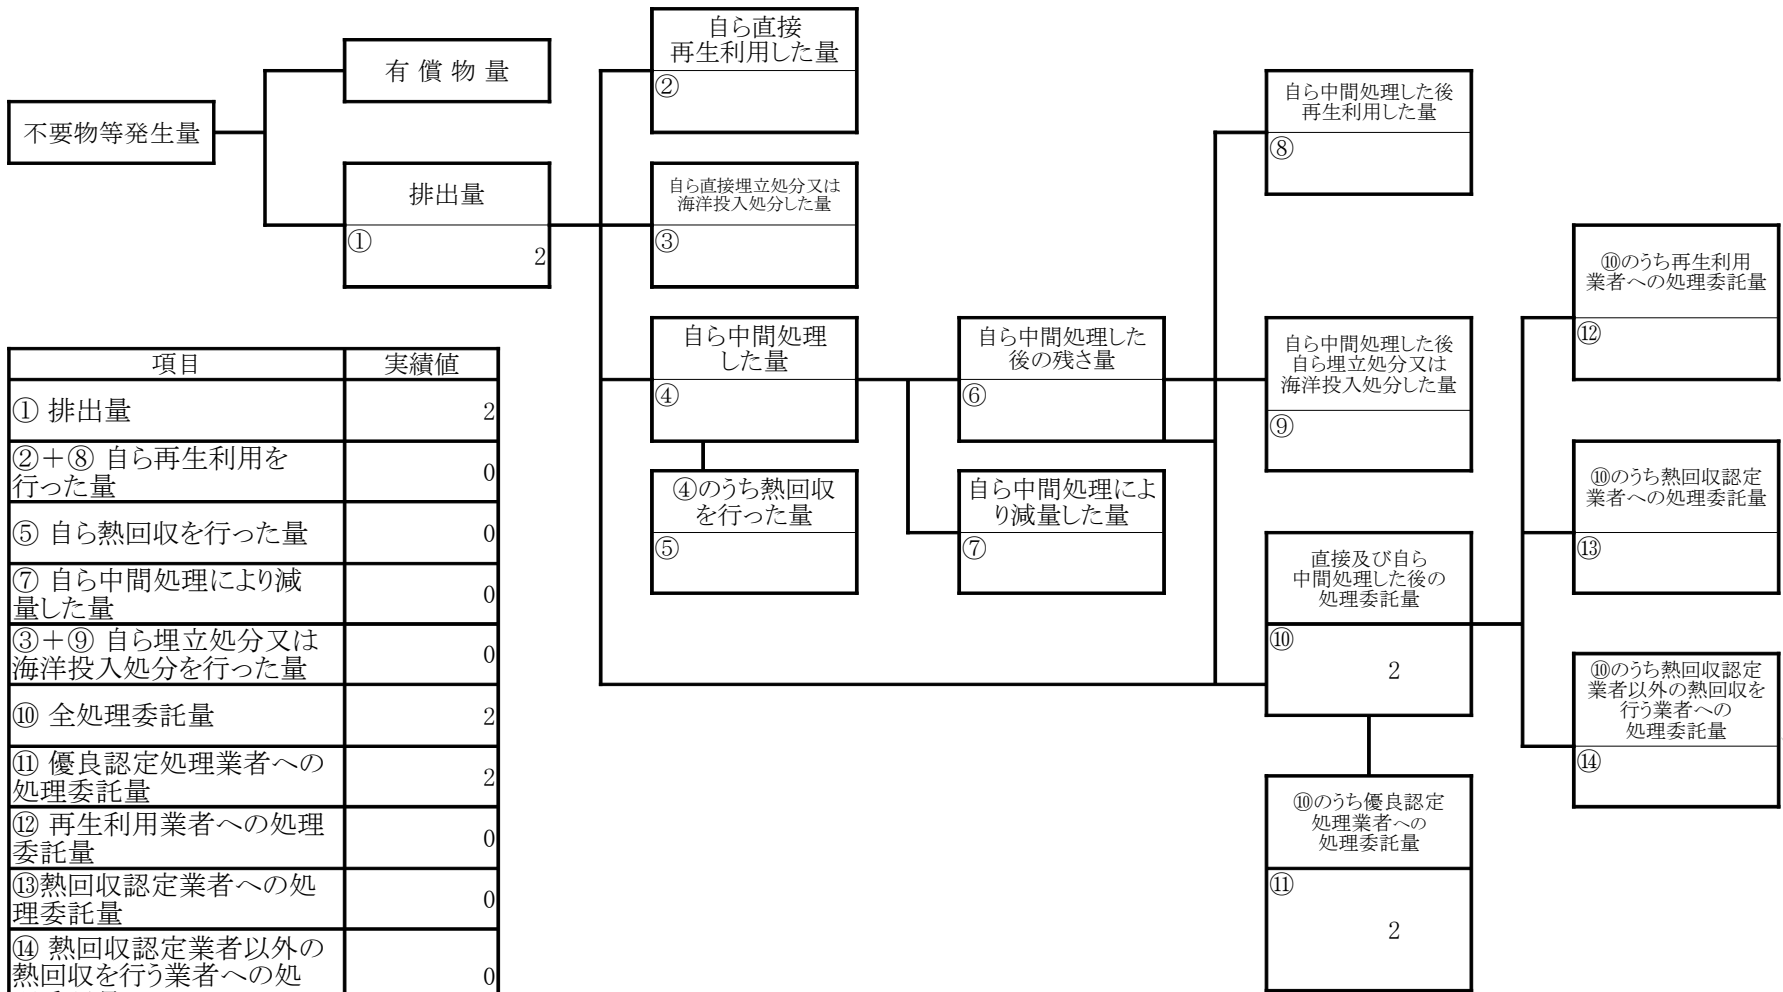 不要物等発生量
有償物量
排出量
①
2
自ら直接
再生利用した量
②
自ら直接埋立処分又は
海洋投入処分した量
③
自ら中間処理
した量
④
④のうち熱回収
を行った量
⑤
自ら中間処理した
後の残さ量
⑥
自ら中間処理によ
り減量した量
⑦
自ら中間処理した後
再生利用した量
⑧
自ら中間処理した後
自ら埋立処分又は
海洋投入処分した量
⑨
直接及び自ら
中間処理した後の
処理委託量
⑩
2
⑩のうち優良認定
処理業者への
処理委託量
⑪
2
⑩のうち再生利用
業者への処理委託量
⑫
⑩のうち熱回収認定
業者への処理委託量
⑬
⑩のうち熱回収認定
業者以外の熱回収を
行う業者への
処理委託量
⑭
項目 実績値
① 排出量 2
②＋⑧ 自ら再生利用を
行った量 0
⑤ 自ら熱回収を行った量 0
⑦ 自ら中間処理により減
量した量 0
③＋⑨ 自ら埋立処分又は
海洋投入処分を行った量 0
⑩ 全処理委託量 2
⑪ 優良認定処理業者への
処理委託量 2
⑫ 再生利用業者への処理
委託量 0
⑬熱回収認定業者への処
理委託量 0
⑭ 熱回収認定業者以外の
熱回収を行う業者への処 0